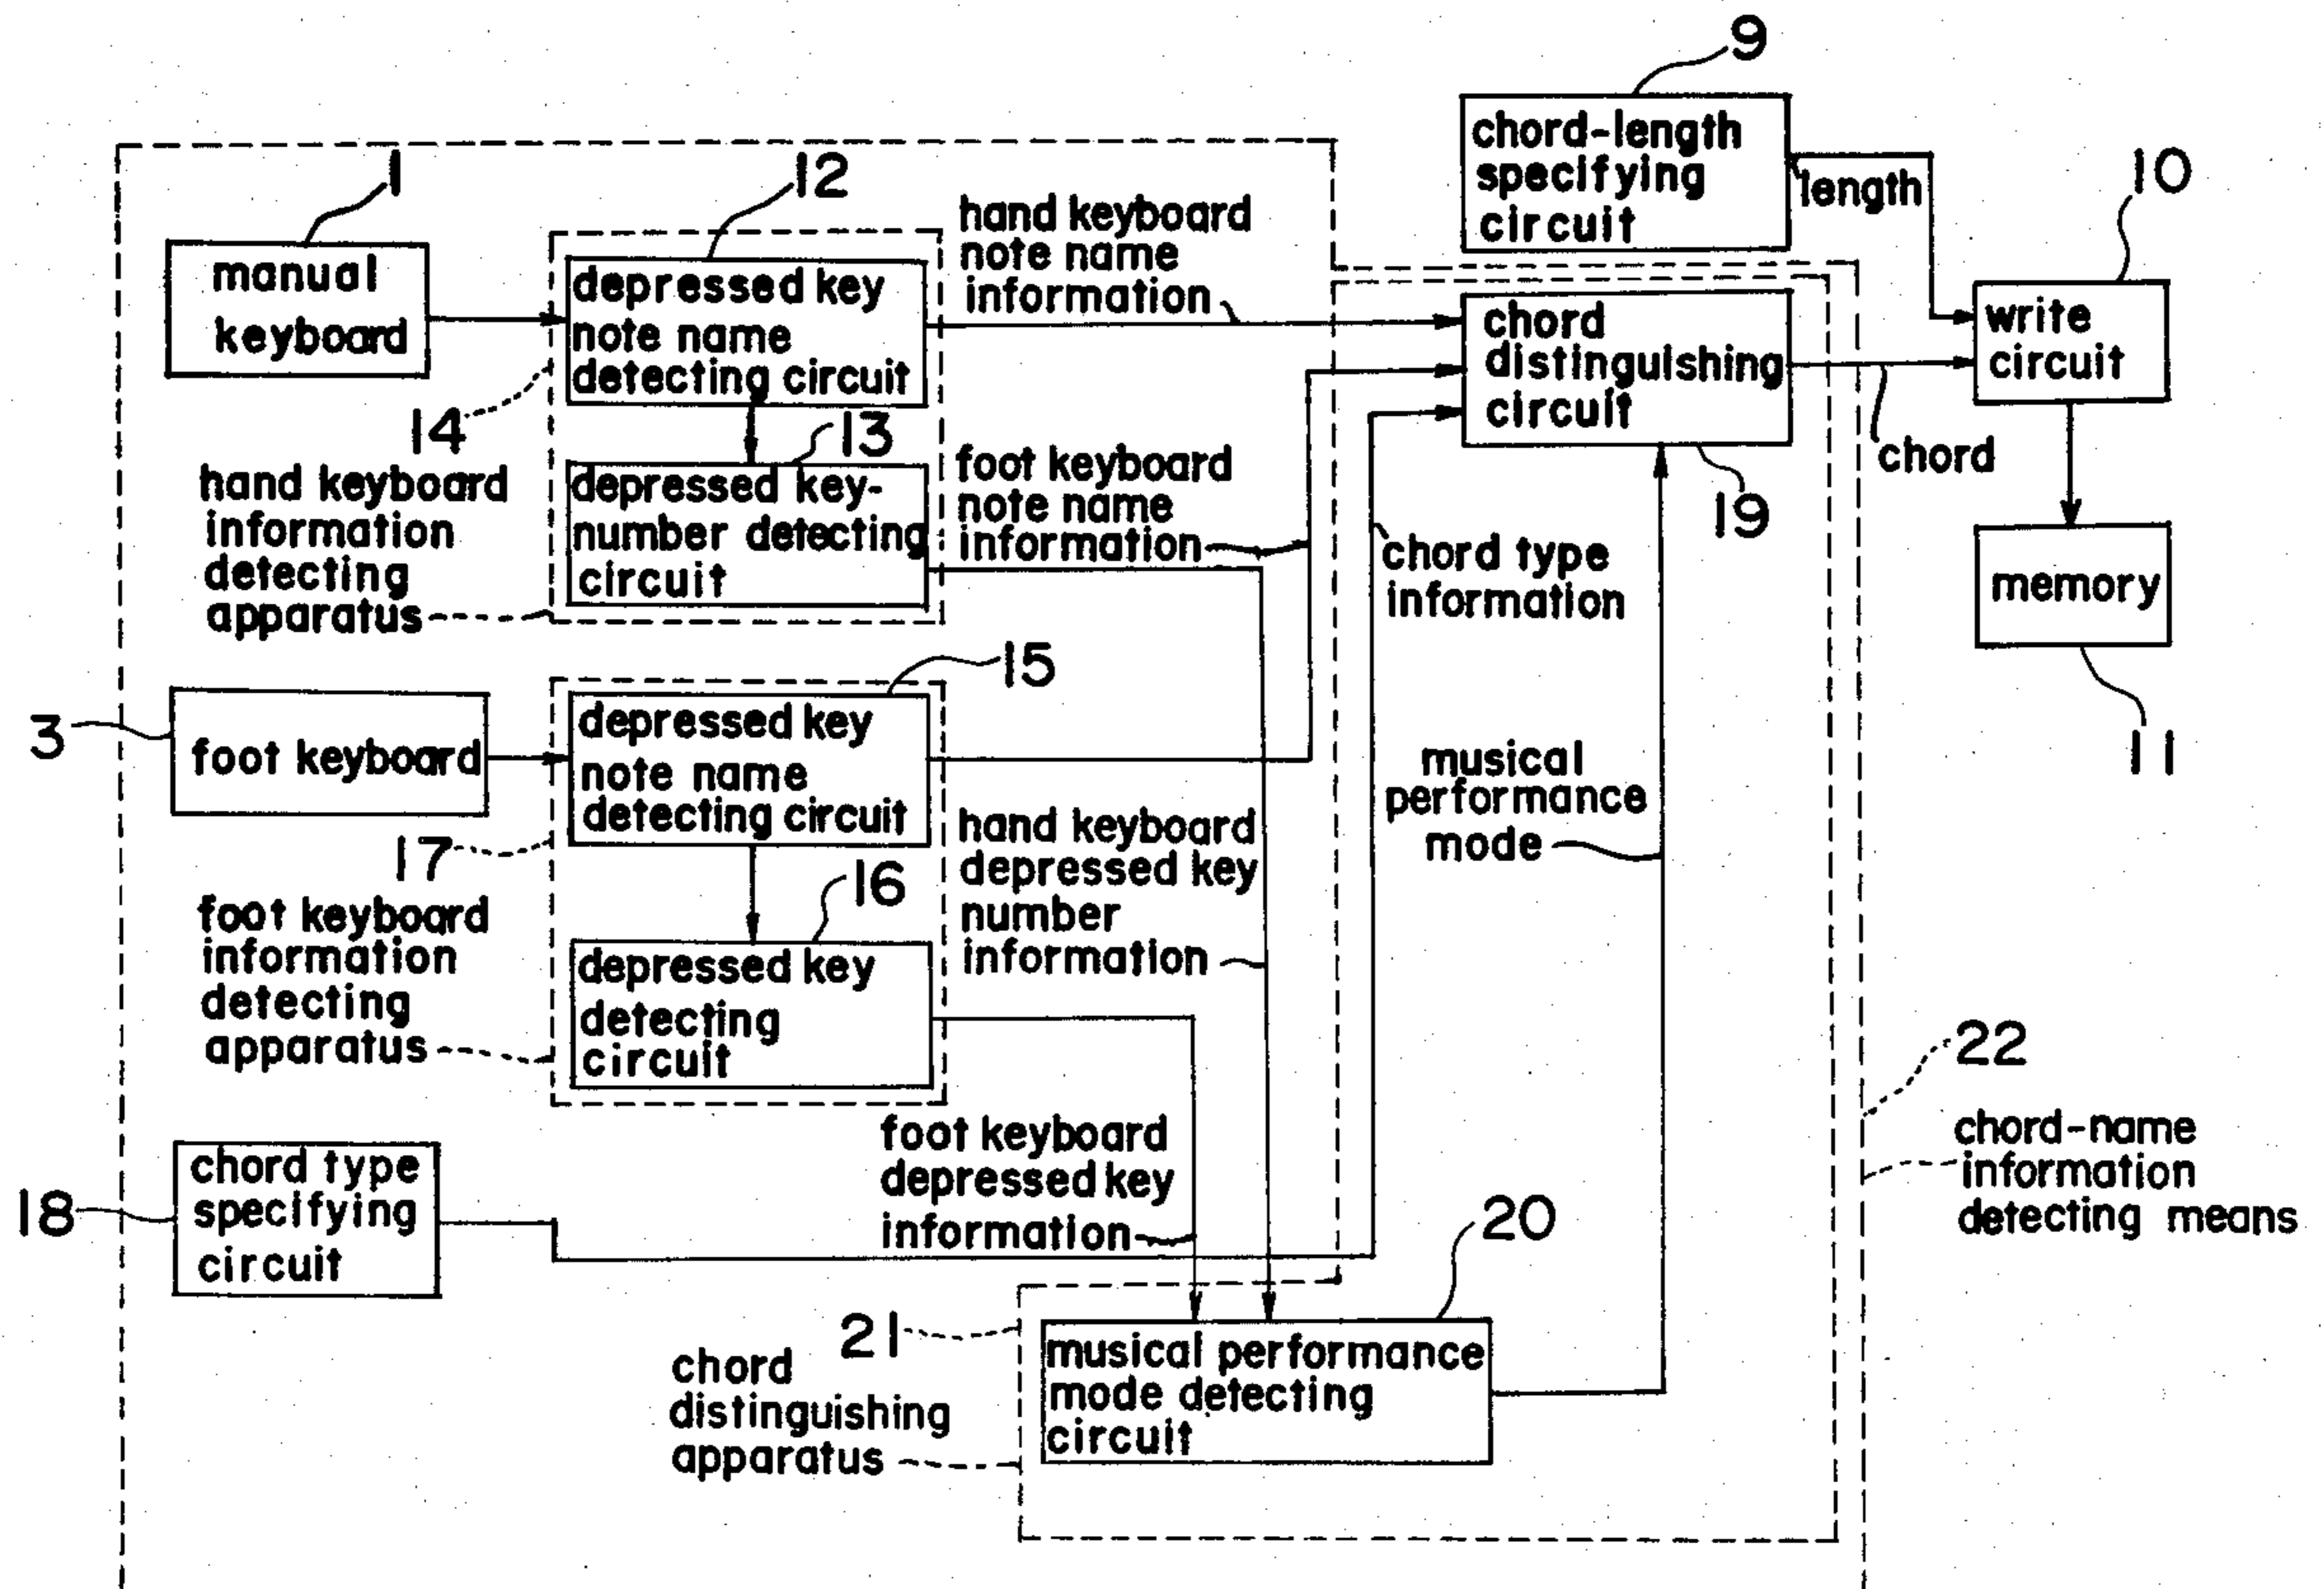 9
chord-length
specifying
circuit
length
10
write
circuit
1
manual
keyboard
12
depressed key
note name
detecting circuit
hand keyboard
note name
information
chord
distinguishing
circuit
19
chord
14
hand keyboard
information
detecting
apparatus
13
depressed key-
number detecting
circuit
foot keyboard
note name
information
chord type
information
memory
11
3
foot keyboard
15
depressed key
note name
detecting circuit
17
foot keyboard
information
detecting
apparatus
16
depressed key
detecting
circuit
hand keyboard
depressed key
number
information
musical
performance
mode
22
chord-name
information
detecting means
18
chord type
specifying
circuit
foot keyboard
depressed key
information
20
21
chord
distinguishing
apparatus
musical performance
mode detecting
circuit